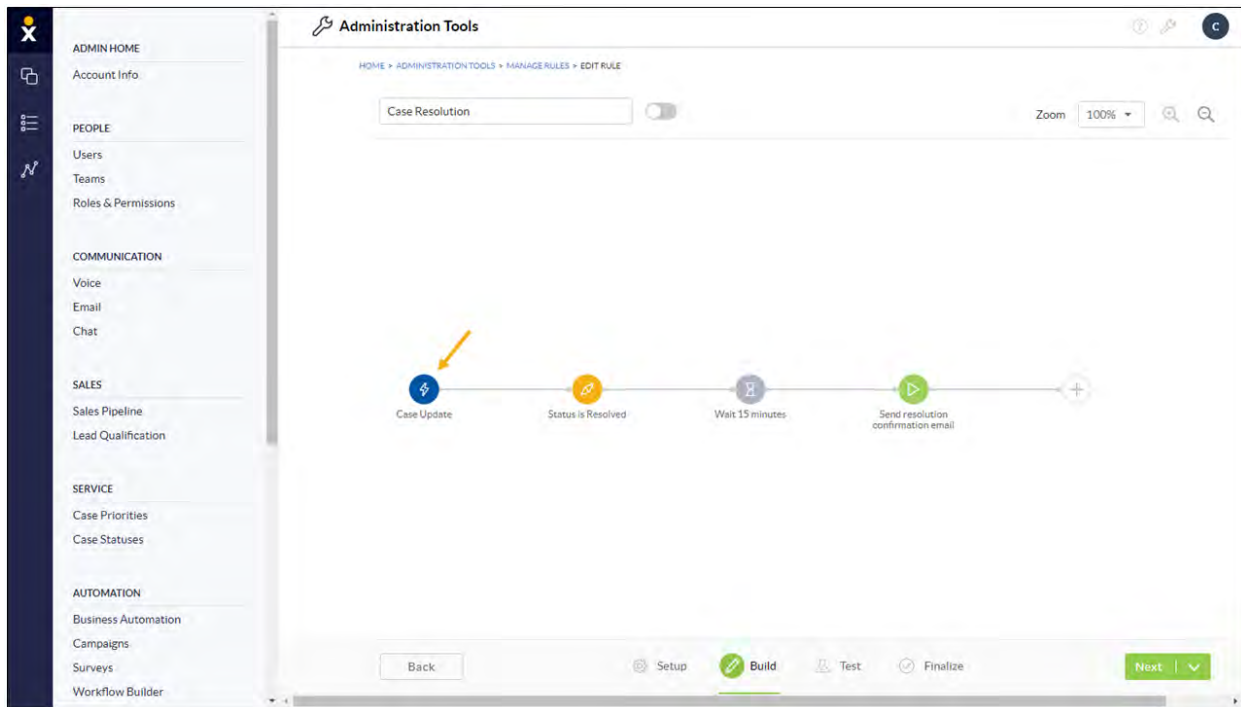 Administration Tools
C
ADMIN HOME
Account Info
PEOPLE
Users
Teams
Roles & Permissions
COMMUNICATION
Voice
Email
Chat
SALES
Sales Pipeline
Lead Qualification
SERVICE
Case Priorities
Case Statuses
AUTOMATION
Business Automation
Campaigns
Surveys
Workflow Builder
HOME > ADMINISTRATION TOOLS > MANAGE RULES > EDIT RULE
Case Resolution
Zoom 100%
Case Update
Status is Resolved
Wait 15 minutes
Send resolution
confirmation email
Back
Setup
Build
Test
Finalize
Next